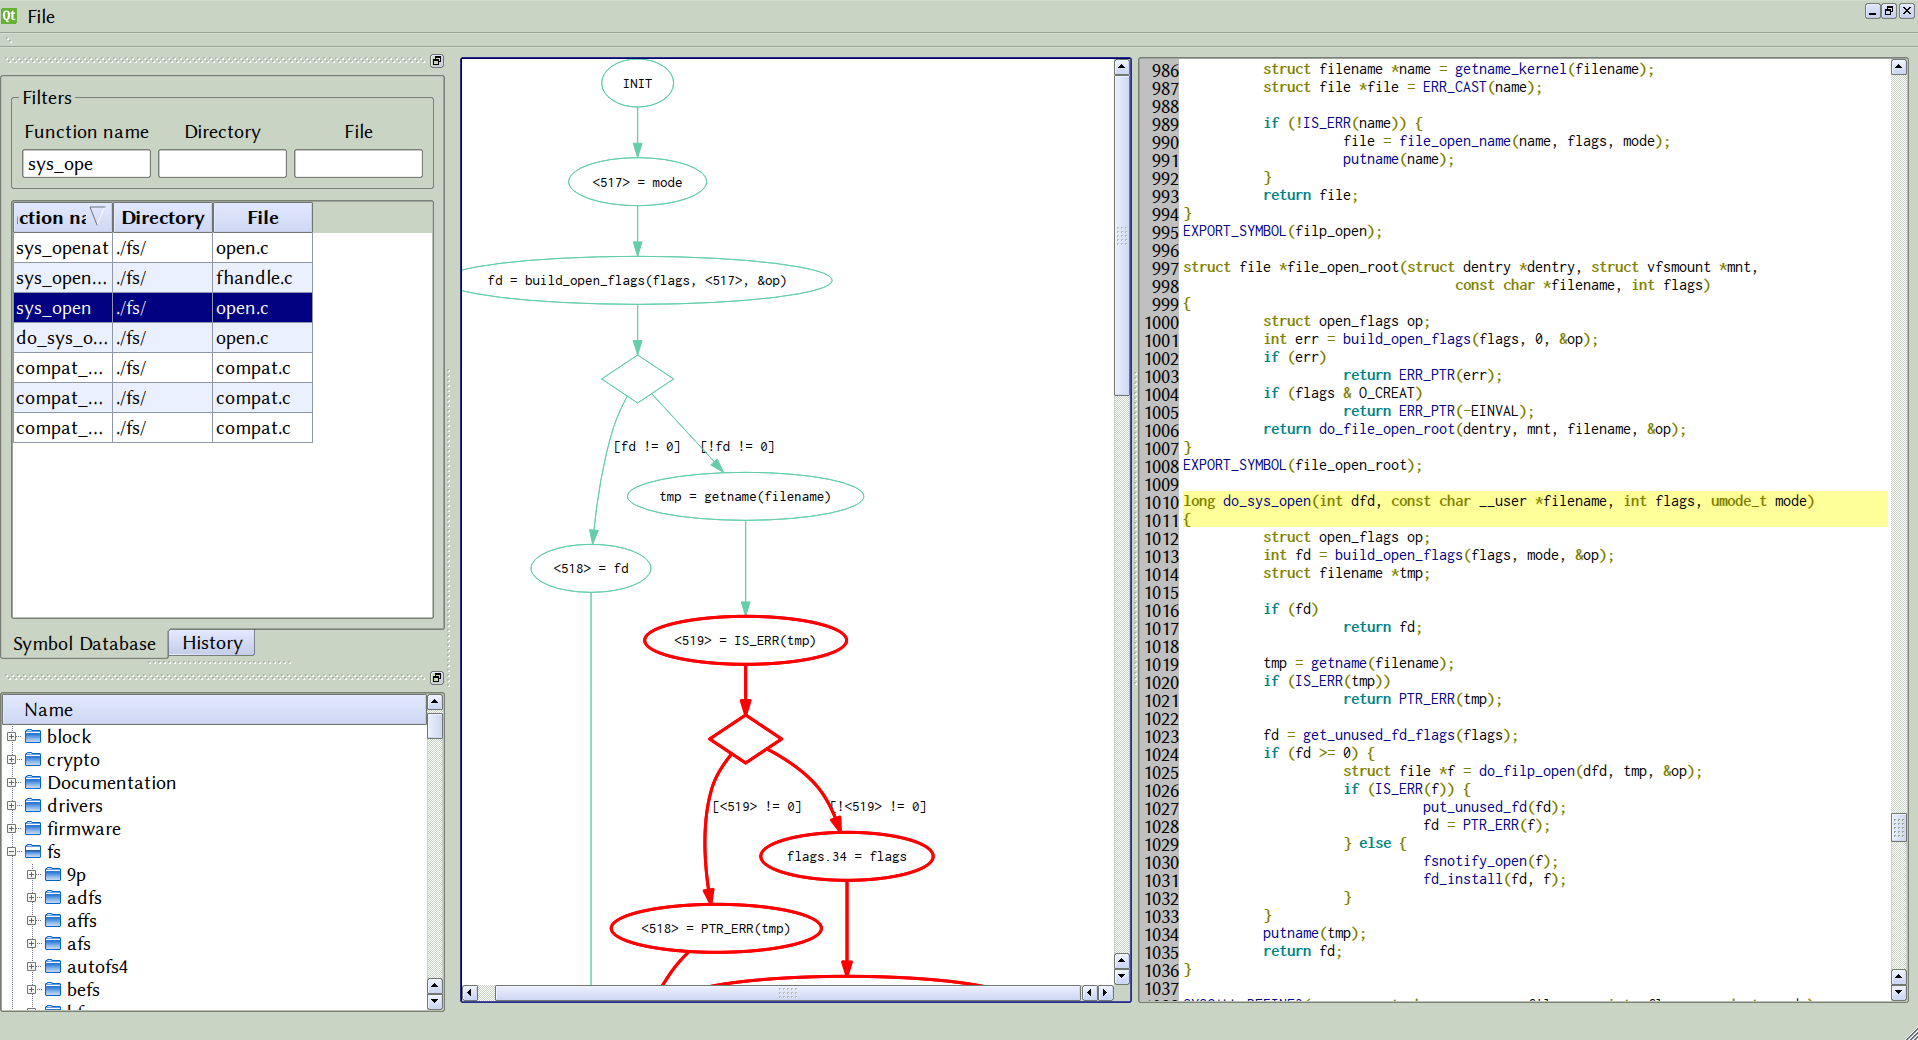 Qt File
Filters
Function name Directory File
sys_ope
ction na Directory File
sys_openat ./fs/ open.c
sys_open... ./fs/ fhandle.c
sys_open ./fs/ open.c
do_sys_o... ./fs/ open.c
compat_... ./fs/ compat.c
compat_... ./fs/ compat.c
compat_... ./fs/ compat.c
Symbol Database History
Name
block
crypto
Documentation
drivers
firmware
fs
9p
adfs
affs
afs
autofs4
befs
INIT
<517> = mode
fd = build_open_flags(flags, <517>, &op)
[fd != 0] [!fd != 0]
tmp = getname(filename)
<518> = fd
<519> = IS_ERR(tmp)
[<519> != 0] [!<519> != 0]
flags.34 = flags
<518> = PTR_ERR(tmp)
986 struct filename *name = getname_kernel(filename);
987 struct file *file = ERR_CAST(name);
988
989 if (!IS_ERR(name)) {
990 file = file_open_name(name, flags, mode);
991 putname(name);
992 }
993 return file;
994 }
995 EXPORT_SYMBOL(filp_open);
996
997 struct file *file_open_root(struct dentry *dentry, struct vfsmount *mnt,
998 const char *filename, int flags)
999 {
1000 struct open_flags op;
1001 int err = build_open_flags(flags, 0, &op);
1002 if (err)
1003 return ERR_PTR(err);
1004 if (flags & O_CREAT)
1005 return ERR_PTR(-EINVAL);
1006 return do_file_open_root(dentry, mnt, filename, &op);
1007 }
1008 EXPORT_SYMBOL(file_open_root);
1009
1010 long do_sys_open(int dfd, const char __user *filename, int flags, umode_t mode)
1011 {
1012 struct open_flags op;
1013 int fd = build_open_flags(flags, mode, &op);
1014 struct filename *tmp;
1015
1016 if (fd)
1017 return fd;
1018
1019 tmp = getname(filename);
1020 if (IS_ERR(tmp))
1021 return PTR_ERR(tmp);
1022
1023 fd = get_unused_fd_flags(flags);
1024 if (fd >= 0) {
1025 struct file *f = do_filp_open(dfd, tmp, &op);
1026 if (IS_ERR(f)) {
1027 put_unused_fd(fd);
1028 fd = PTR_ERR(f);
1029 } else {
1030 fsnotify_open(f);
1031 fd_install(fd, f);
1032 }
1033 }
1034 putname(tmp);
1035 return fd;
1036 }
1037